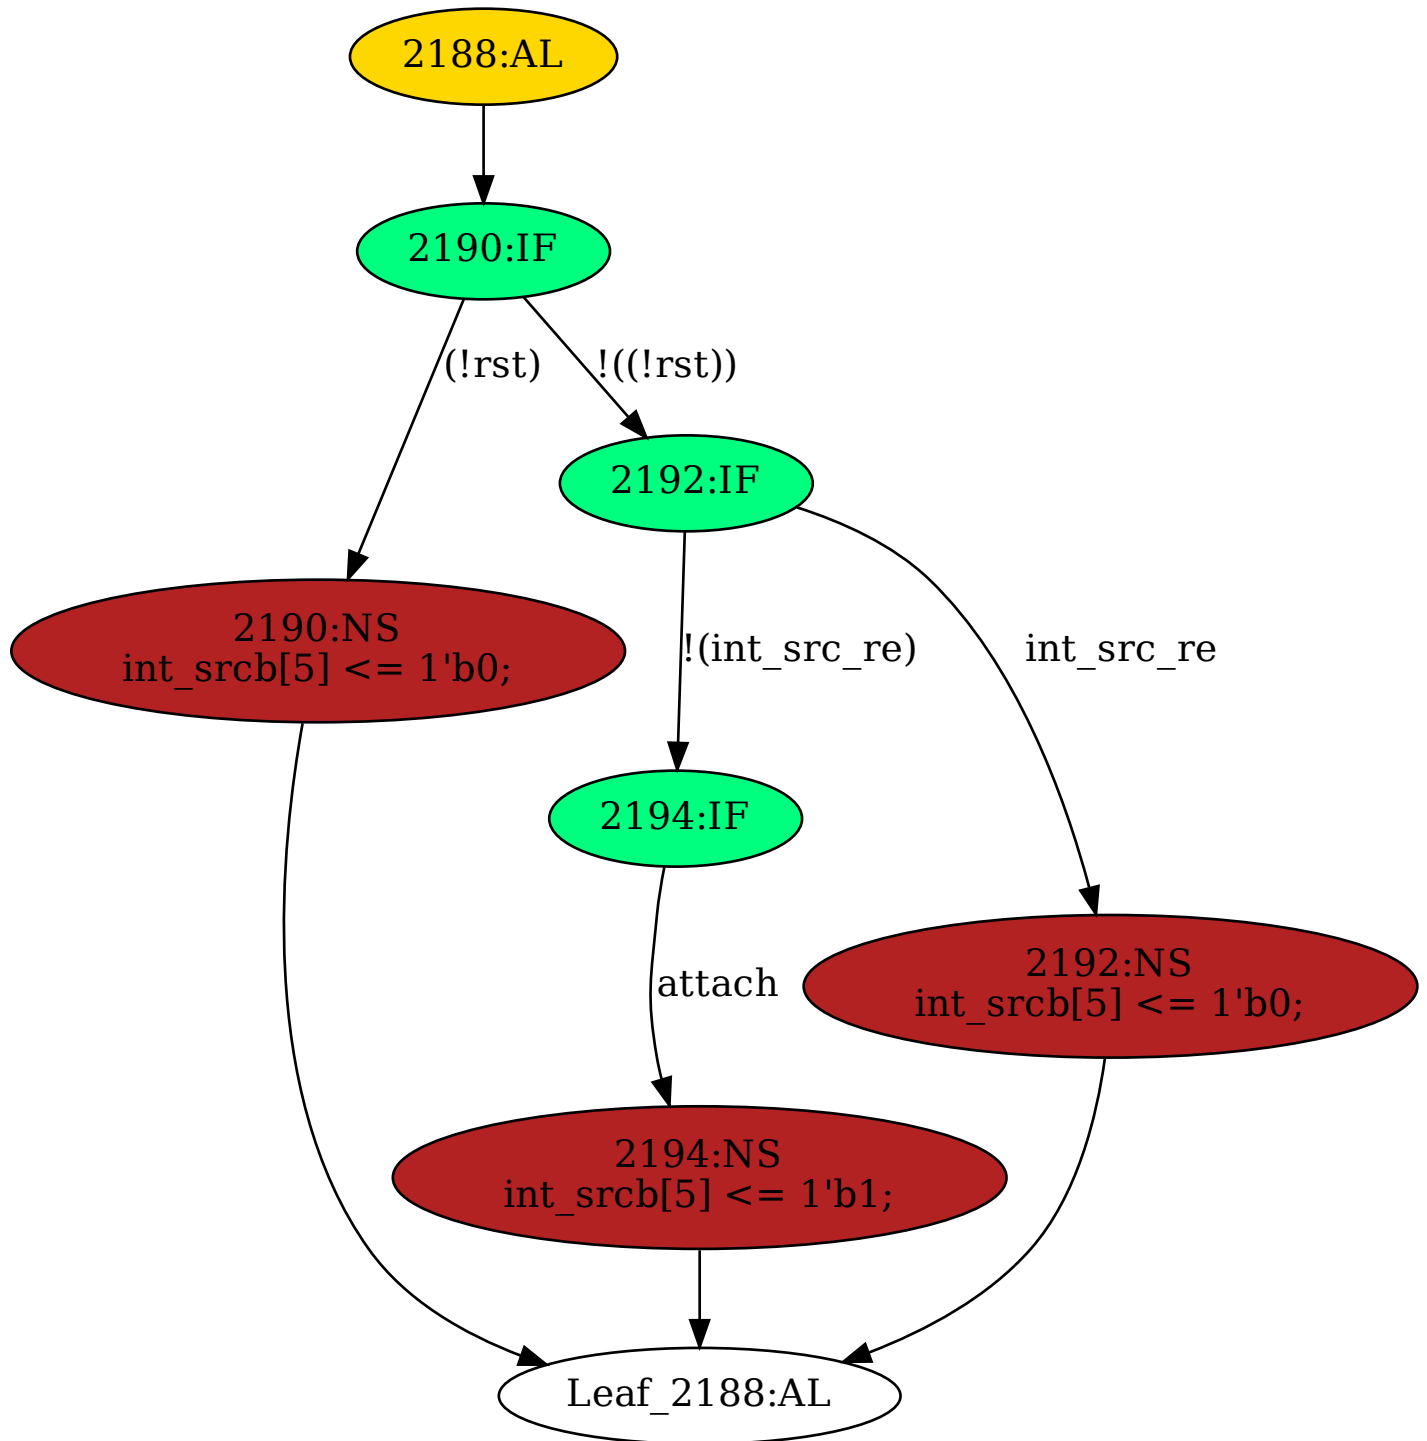 2188:AL
2190:IF
(!rst)
!((!rst))
2192:IF
2190:NS
int_srcb[5] <= 1'b0;
!(int_src_re)
int_src_re
2194:IF
attach
2192:NS
int_srcb[5] <= 1'b0;
2194:NS
int_srcb[5] <= 1'b1;
Leaf_2188:AL